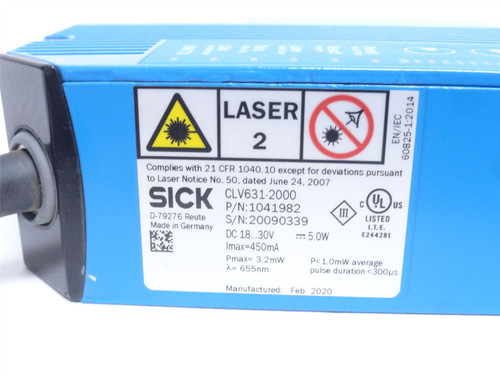 LASER
2
EN/IEC
60825-1:2014
Complies with 21 CFR 1040.10 except for deviations pursuant
to Laser Notice No. 50, dated June 24, 2007
SICK
D-79276 Reute
Made in Germany
CLV631-2000
P/N:1041982
S/N:20090339
DC 18...30V ⎓ 5.0W
Imax=450mA
Pmax= 3.2mW
λ= 655nm
P<1.0mW average
pulse duration <300µs
III
C UL US
LISTED
I.T.E.
E244281
Manufactured: Feb 2020